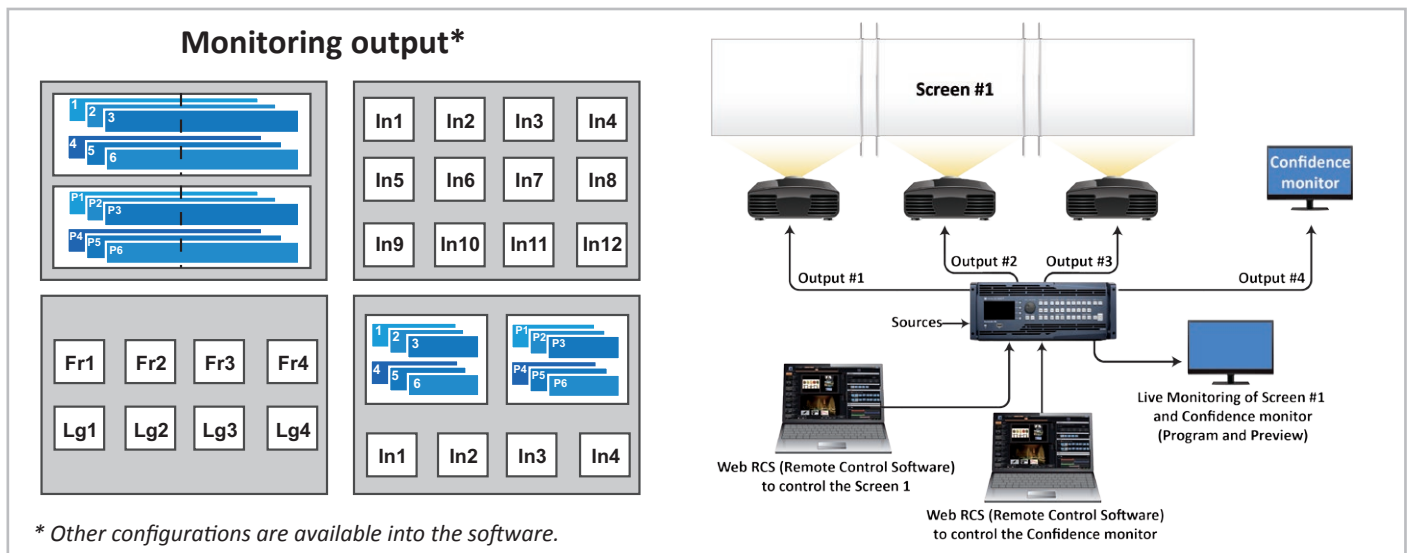 Monitoring output*
1
2
3
4
5
6
P1
P2
P3
P4
P5
P6
In1 In2 In3 In4
In5 In6 In7 In8
In9 In10 In11 In12
Fr1 Fr2 Fr3 Fr4
Lg1 Lg2 Lg3 Lg4
1
2
3
4
5
6
P1
P2
P3
P4
P5
P6
In1 In2 In3 In4
* Other configurations are available into the software.
Screen #1
Confidence
monitor
Output #1
Output #2
Output #3
Output #4
Sources
Live Monitoring of Screen #1
and Confidence monitor
(Program and Preview)
Web RCS (Remote Control Software)
to control the Screen 1
Web RCS (Remote Control Software)
to control the Confidence monitor